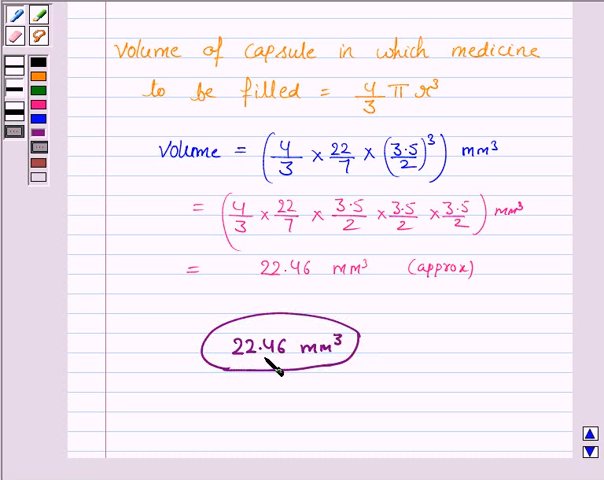 Volume of capsule in which medicine
to be filled = 4/3 π r³
Volume = (4/3 × 22/7 × (3.5/2)³) mm³
= (4/3 × 22/7 × 3.5/2 × 3.5/2 × 3.5/2) mm³
= 22.46 mm³ (approx)
22.46 mm³